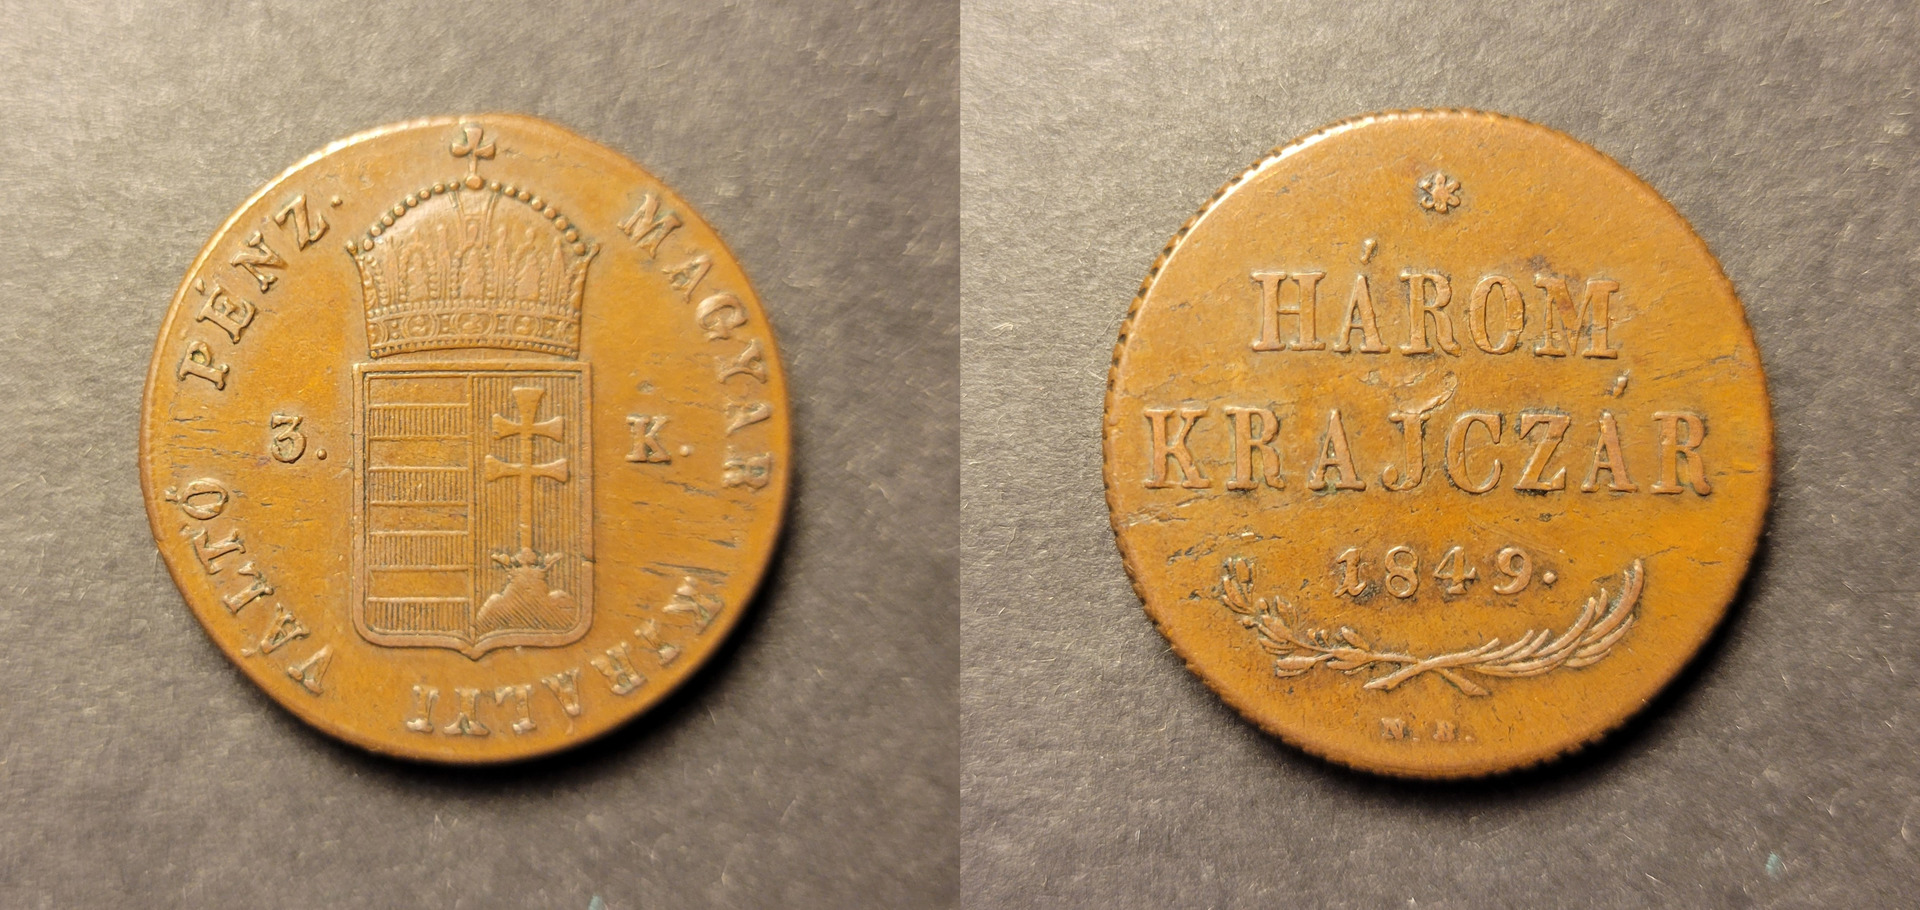 MAGYAR KIRÁLYI VÁLTÓ PÉNZ.
3. K.
HÁROM
KRAJCZÁR
1849.
N.B.